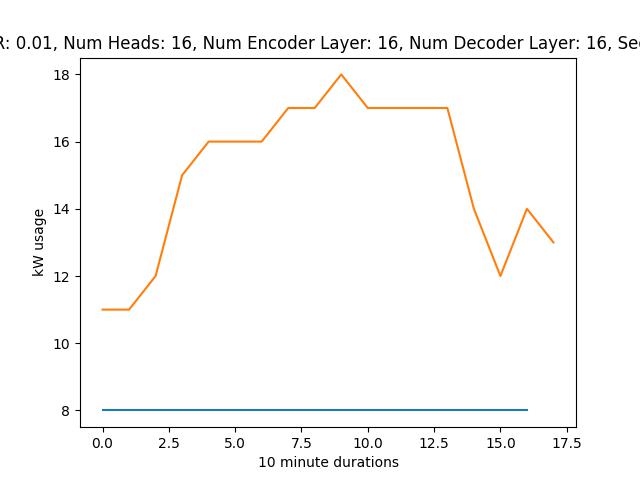 R: 0.01, Num Heads: 16, Num Encoder Layer: 16, Num Decoder Layer: 16, Se
18
16
14
12
10
8
kW usage
0.0 2.5 5.0 7.5 10.0 12.5 15.0 17.5
10 minute durations